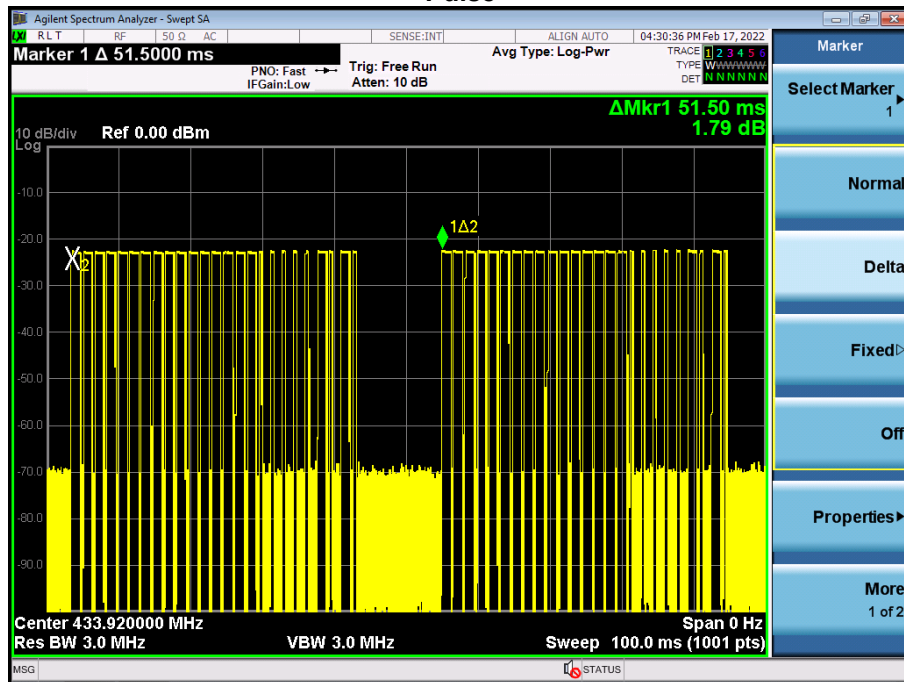 Agilent Spectrum Analyzer - Swept SA
LXI RL T RF 50 Ω AC SENSE:INT ALIGN AUTO 04:30:36 PM Feb 17, 2022
Marker 1 Δ 51.5000 ms
PNO: Fast
IFGain:Low
Trig: Free Run
Atten: 10 dB
Avg Type: Log-Pwr
TRACE 1 2 3 4 5 6
TYPE WWWWWWW
DET N N N N N N
ΔMkr1 51.50 ms
1.79 dB
10 dB/div Ref 0.00 dBm
Log
-10.0
-20.0
-30.0
-40.0
-50.0
-60.0
-70.0
-80.0
-90.0
X2
1Δ2
Center 433.920000 MHz Span 0 Hz
Res BW 3.0 MHz VBW 3.0 MHz Sweep 100.0 ms (1001 pts)
MSG STATUS
Marker
Select Marker
1
Normal
Delta
Fixed
Off
Properties
More
1 of 2